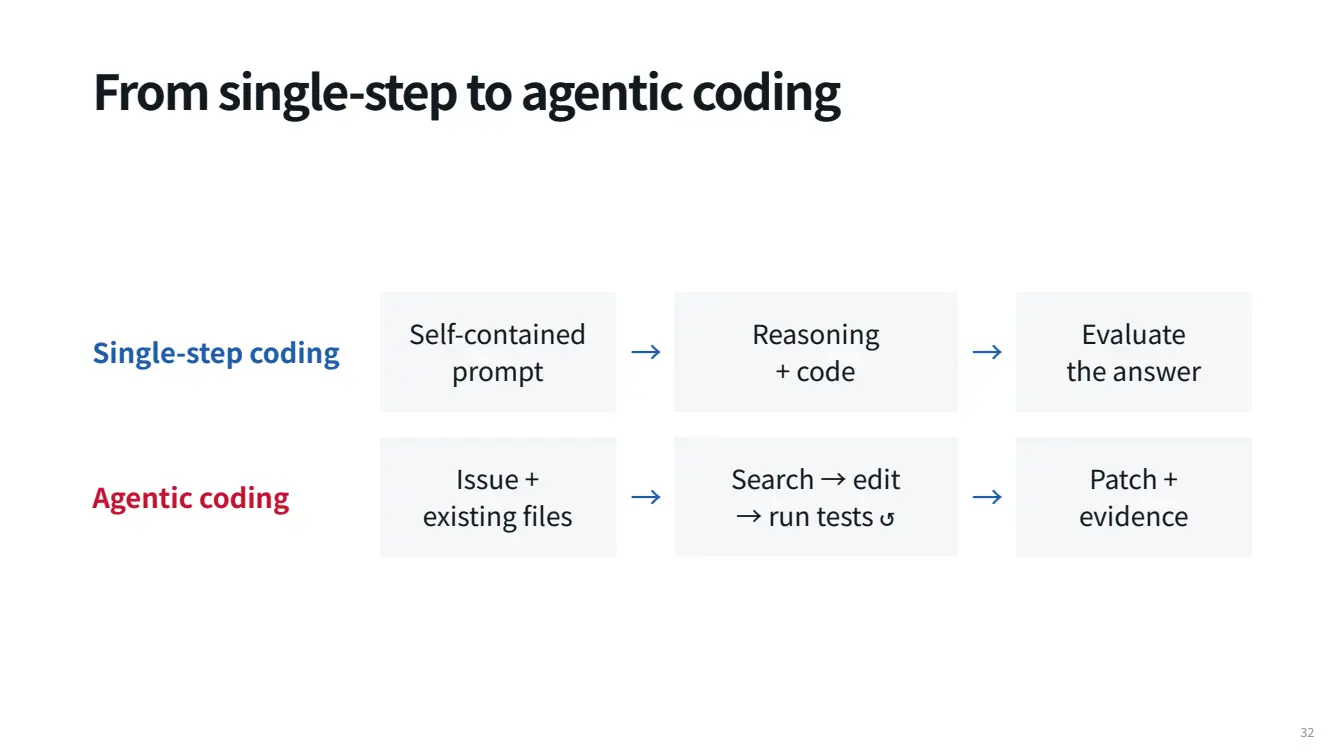 From single-step to agentic coding
Single-step coding
Self-contained
prompt
→
Reasoning
+ code
→
Evaluate
the answer
Agentic coding
Issue +
existing files
→
Search → edit
→ run tests ↺
→
Patch +
evidence
32